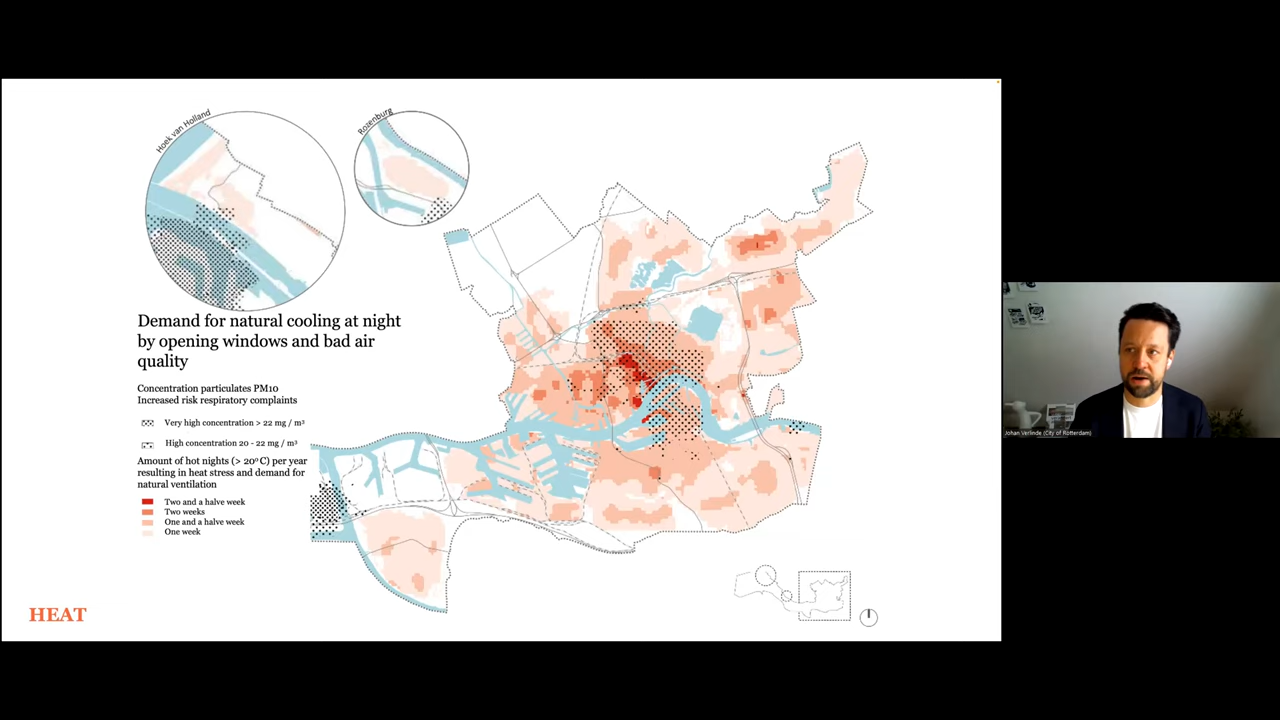 Hoek van Holland
Rozenburg
Demand for natural cooling at night
by opening windows and bad air
quality
Concentration particulates PM10
Increased risk respiratory complaints
Very high concentration > 22 mg / m³
High concentration 20 - 22 mg / m³
Amount of hot nights (> 20⁰ C) per year
resulting in heat stress and demand for
natural ventilation
Two and a halve week
Two weeks
One and a halve week
One week
HEAT
Johan Verlinde (City of Rotterdam)